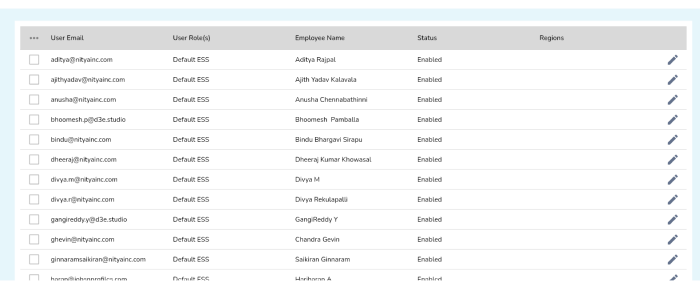 User Email User Role(s) Employee Name Status Regions
aditya@nityainc.com Default ESS Aditya Rajpal Enabled
ajithyadav@nityainc.com Default ESS Ajith Yadav Kalavala Enabled
anusha@nityainc.com Default ESS Anusha Chennabathinni Enabled
bhoomesh.p@d3e.studio Default ESS Bhoomesh Pamballa Enabled
bindu@nityainc.com Default ESS Bindu Bhargavi Sirapu Enabled
dheeraj@nityainc.com Default ESS Dheeraj Kumar Khowasal Enabled
divya.m@nityainc.com Default ESS Divya M Enabled
divya.r@nityainc.com Default ESS Divya Rekulapalli Enabled
gangireddy.y@d3e.studio Default ESS GangiReddy Y Enabled
ghevin@nityainc.com Default ESS Chandra Gevin Enabled
ginnaramsaikiran@nityainc.com Default ESS Saikiran Ginnaram Enabled
Default ESS Hariharan A Enabled